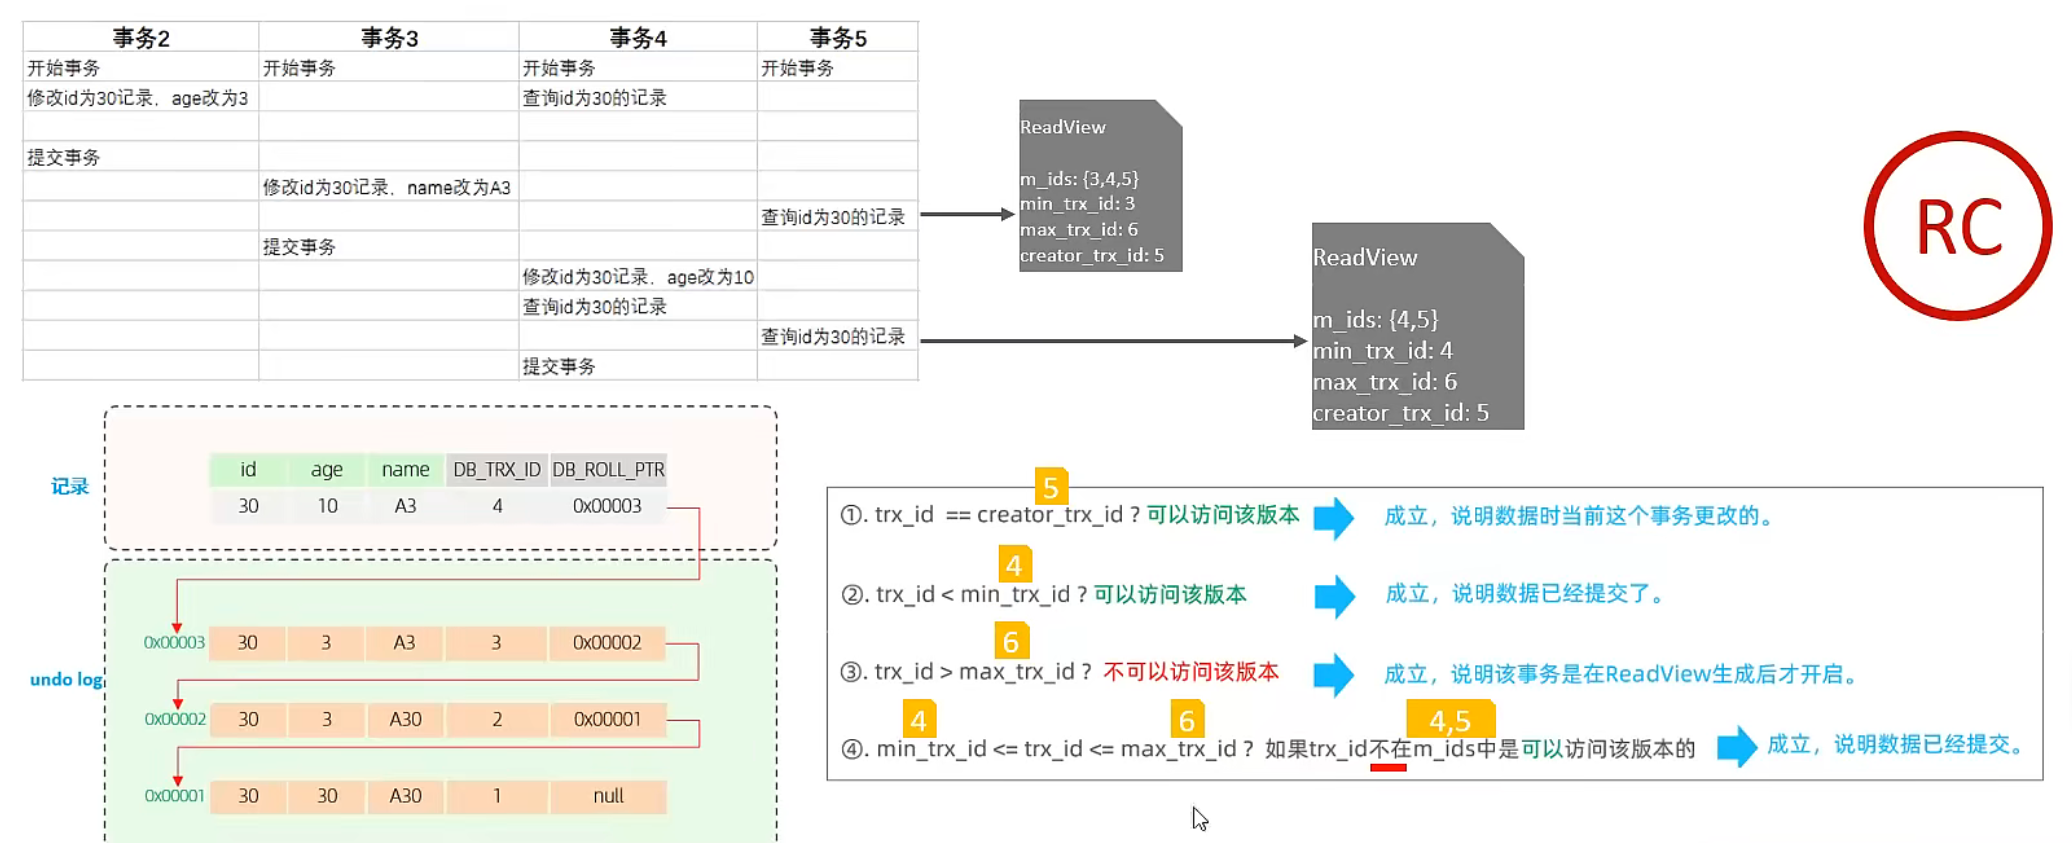 事务2 事务3 事务4 事务5
开始事务 开始事务 开始事务 开始事务
修改id为30记录，age改为3 查询id为30的记录
提交事务
修改id为30记录，name改为A3
查询id为30的记录
提交事务
修改id为30记录，age改为10
查询id为30的记录
查询id为30的记录
提交事务
ReadView
m_ids: {3,4,5}
min_trx_id: 3
max_trx_id: 6
creator_trx_id: 5
ReadView
m_ids: {4,5}
min_trx_id: 4
max_trx_id: 6
creator_trx_id: 5
RC
记录
id age name DB_TRX_ID DB_ROLL_PTR
30 10 A3 4 0x00003
undo log
0x00003 30 3 A3 3 0x00002
0x00002 30 3 A30 2 0x00001
0x00001 30 30 A30 1 null
5
①. trx_id == creator_trx_id ? 可以访问该版本 成立，说明数据时当前这个事务更改的。
4
②. trx_id < min_trx_id ? 可以访问该版本 成立，说明数据已经提交了。
6
③. trx_id > max_trx_id ? 不可以访问该版本 成立，说明该事务是在ReadView生成后才开启。
4 6 4,5
④. min_trx_id <= trx_id <= max_trx_id ? 如果trx_id不在m_ids中是可以访问该版本的 成立，说明数据已经提交。